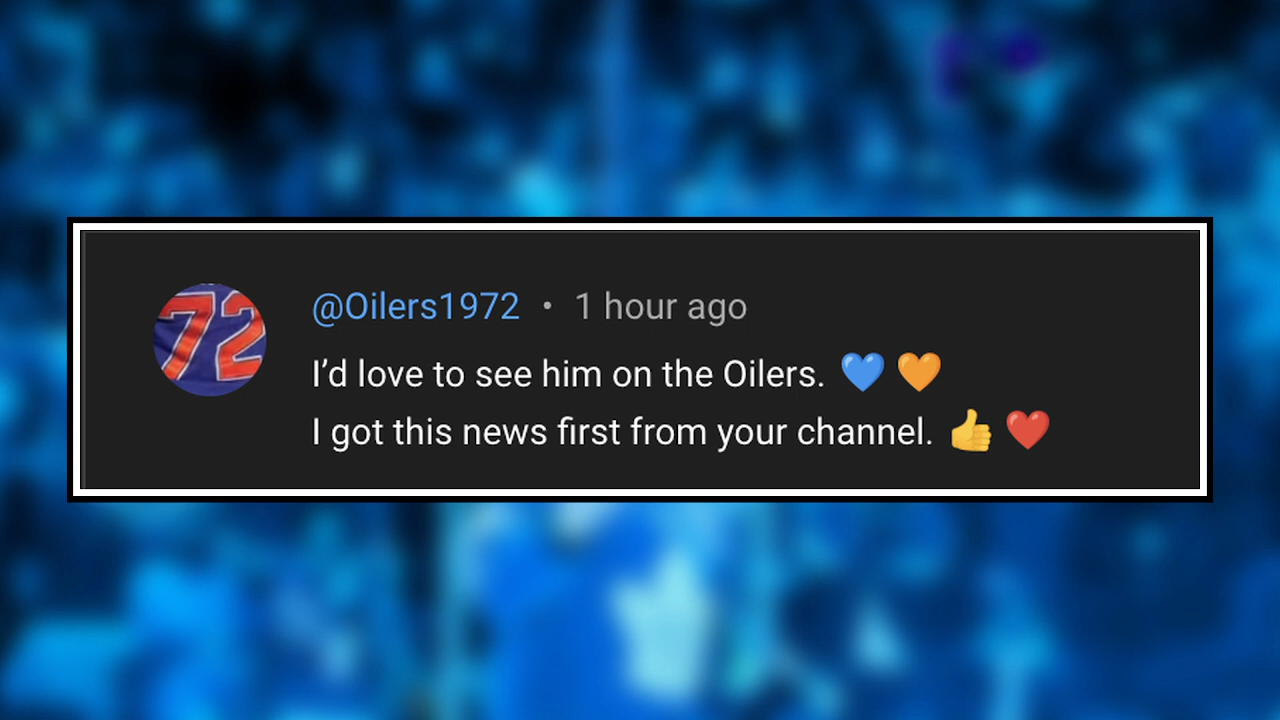 72
@Oilers1972 • 1 hour ago
I’d love to see him on the Oilers. 💙 🧡
I got this news first from your channel. 👍 ❤️